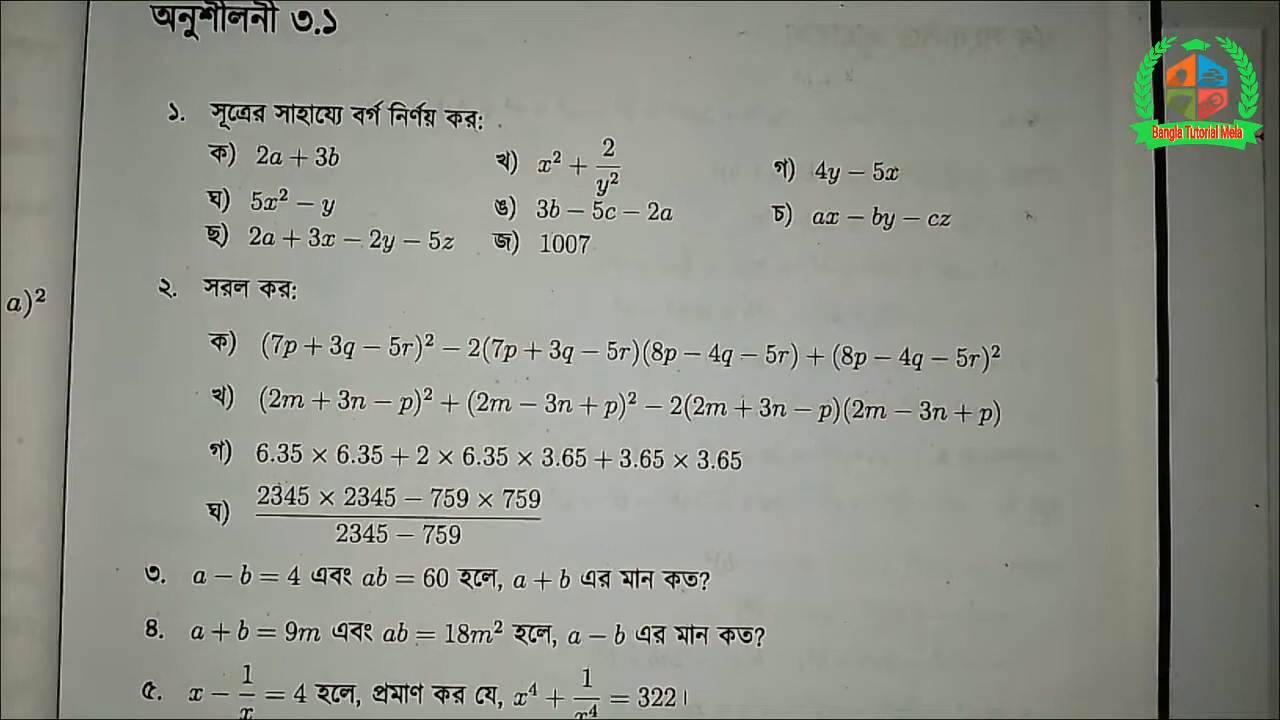 অনুশীলনী ৩.১
১. সূত্রের সাহায্যে বর্গ নির্ণয় কর:
ক) 2a + 3b খ) x² + 2/y² গ) 4y − 5x
ঘ) 5x² − y ঙ) 3b − 5c − 2a চ) ax − by − cz
ছ) 2a + 3x − 2y − 5z জ) 1007
a)²
২. সরল কর:
ক) (7p + 3q − 5r)² − 2(7p + 3q − 5r)(8p − 4q − 5r) + (8p − 4q − 5r)²
খ) (2m + 3n − p)² + (2m − 3n + p)² − 2(2m + 3n − p)(2m − 3n + p)
গ) 6.35 × 6.35 + 2 × 6.35 × 3.65 + 3.65 × 3.65
ঘ) (2345 × 2345 − 759 × 759)/(2345 − 759)
৩. a − b = 4 এবং ab = 60 হলে, a + b এর মান কত?
৪. a + b = 9m এবং ab = 18m² হলে, a − b এর মান কত?
৫. x − 1/x = 4 হলে, প্রমাণ কর যে, x⁴ + 1/x⁴ = 322।
Bangla Tutorial Mela